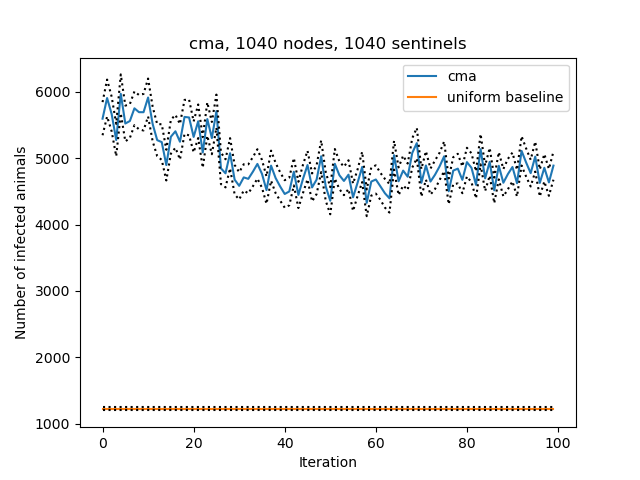 cma, 1040 nodes, 1040 sentinels
cma
uniform baseline
Number of infected animals
6000
5000
4000
3000
2000
1000
0 20 40 60 80 100
Iteration